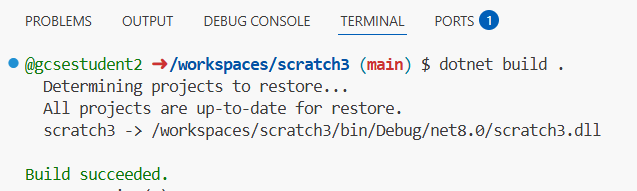 PROBLEMS OUTPUT DEBUG CONSOLE TERMINAL PORTS 1
@gcsestudent2 ➜/workspaces/scratch3 (main) $ dotnet build .
Determining projects to restore...
All projects are up-to-date for restore.
scratch3 -> /workspaces/scratch3/bin/Debug/net8.0/scratch3.dll
Build succeeded.